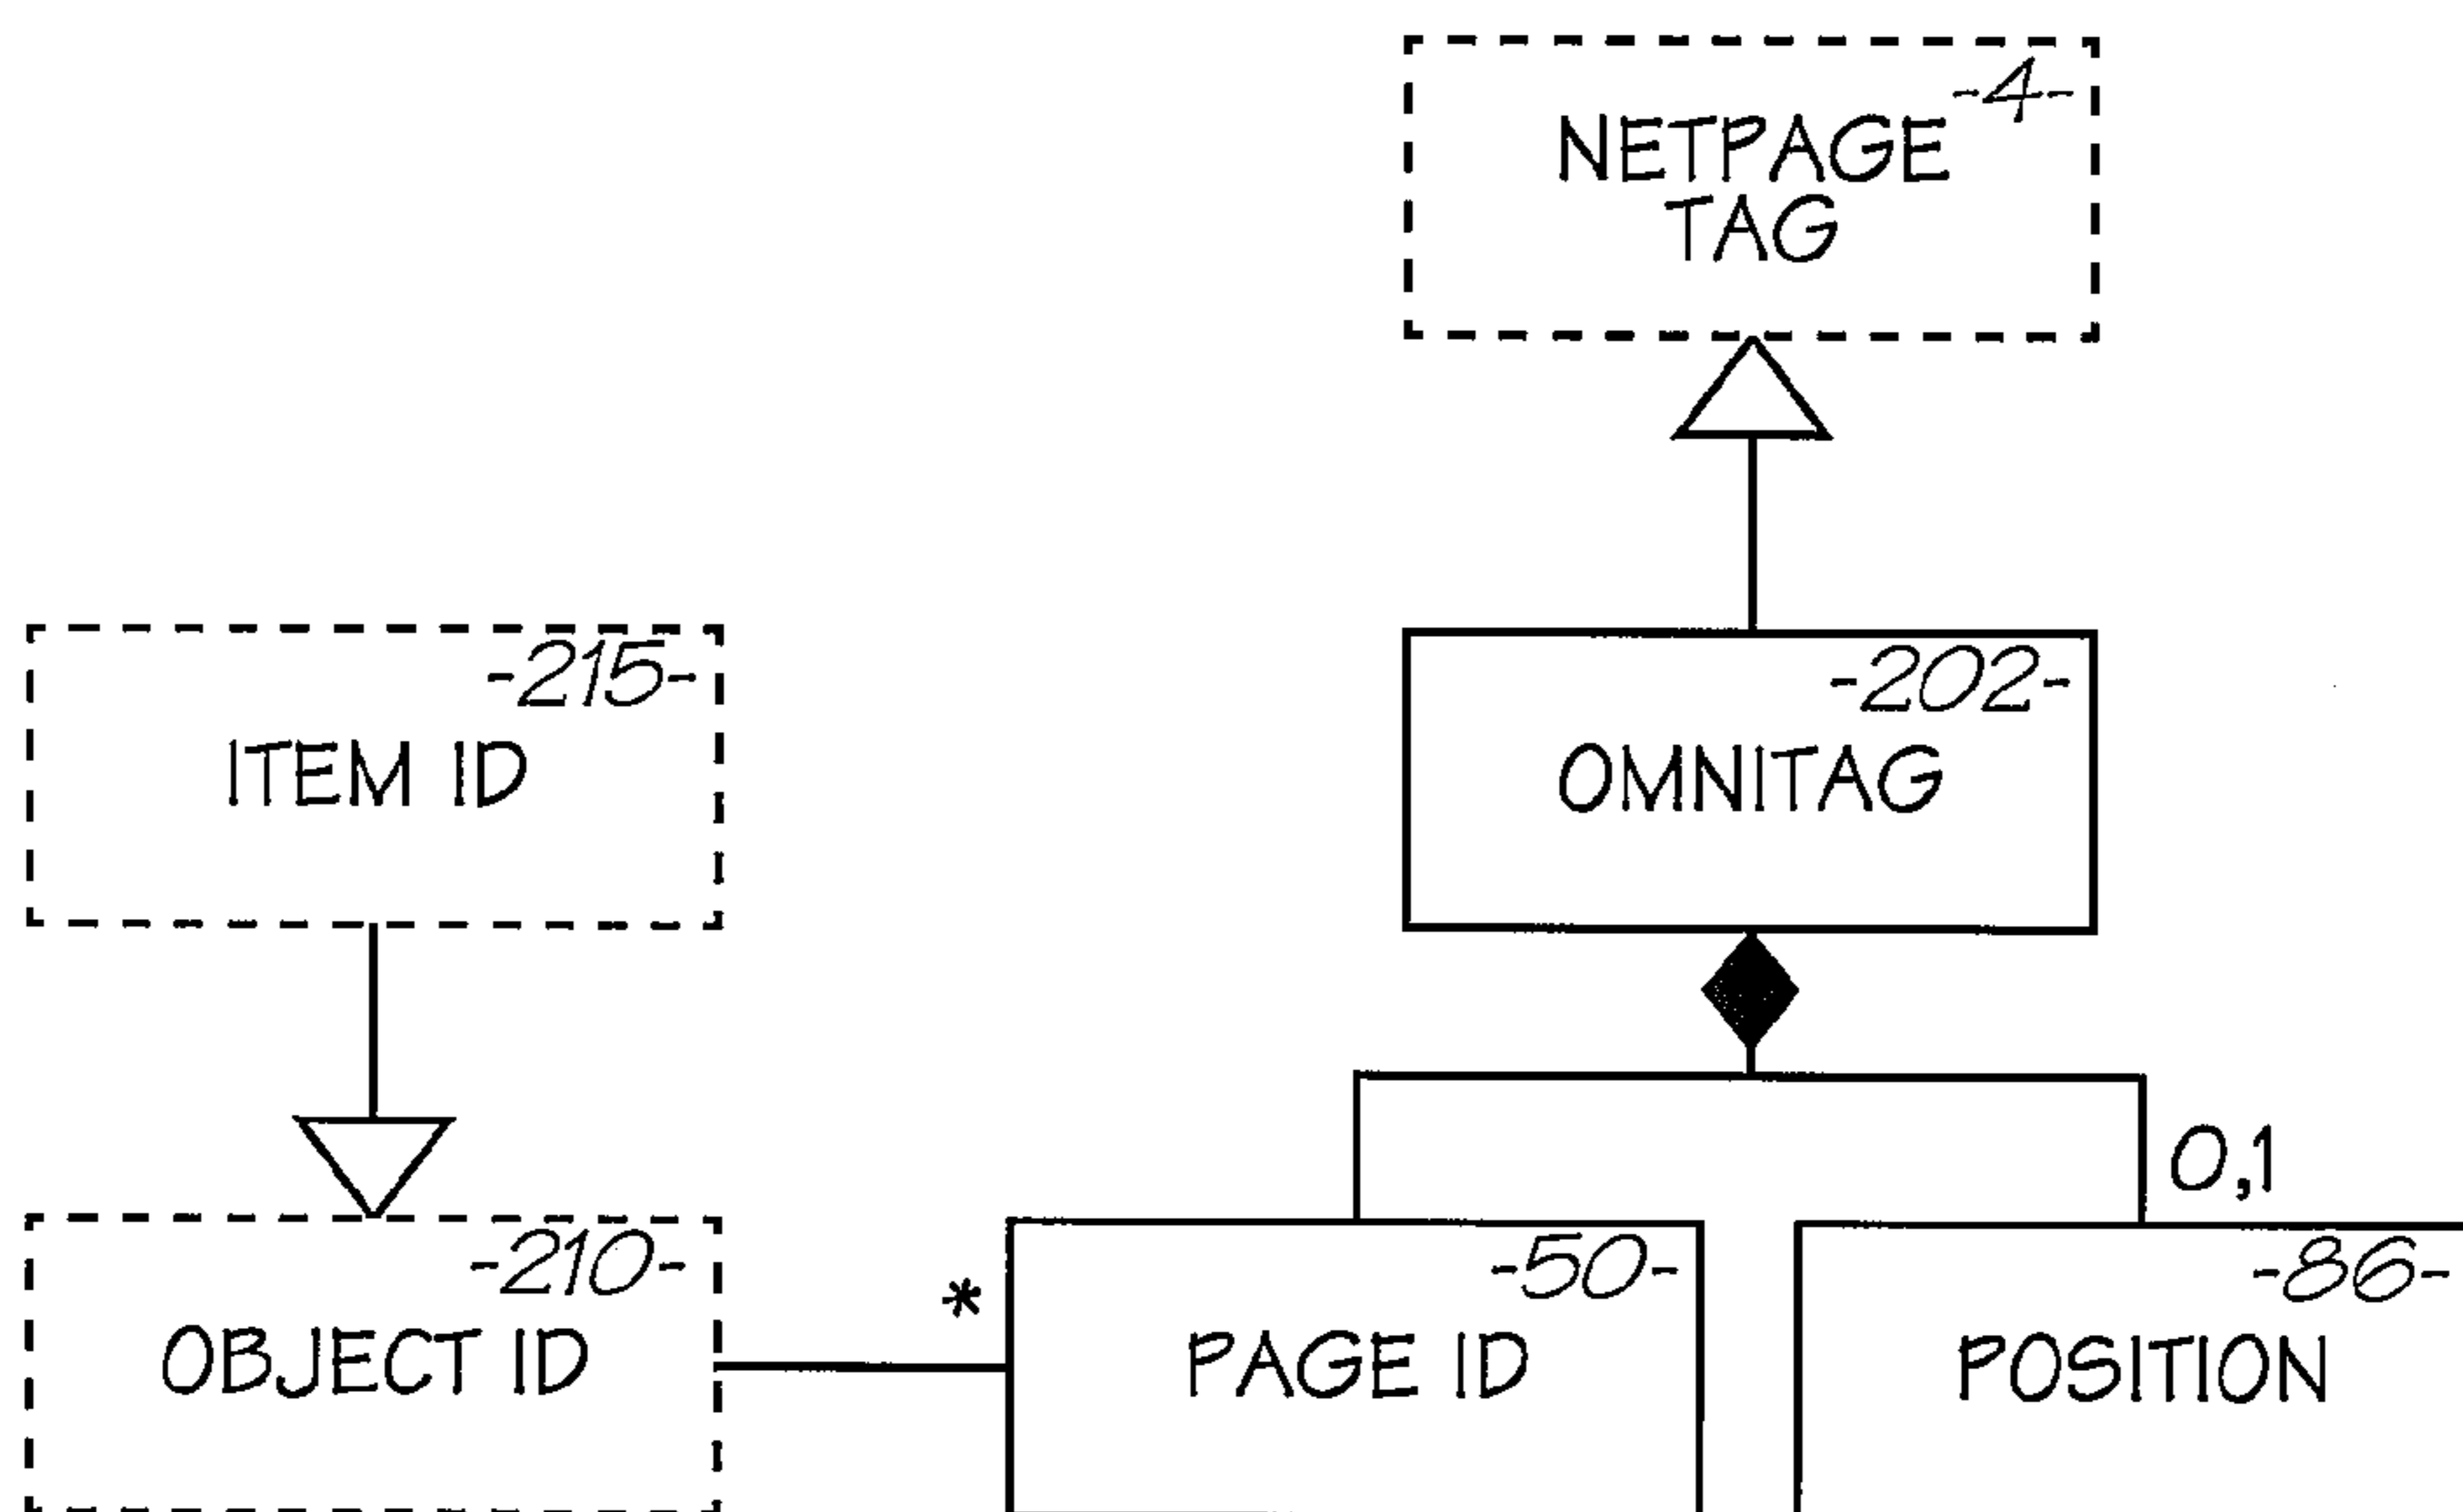 -4-
NETPAGE
TAG
-215-
ITEM ID
-202-
OMNITAG
0,1
-210-
OBJECT ID
*
-50-
PAGE ID
-86-
POSITION